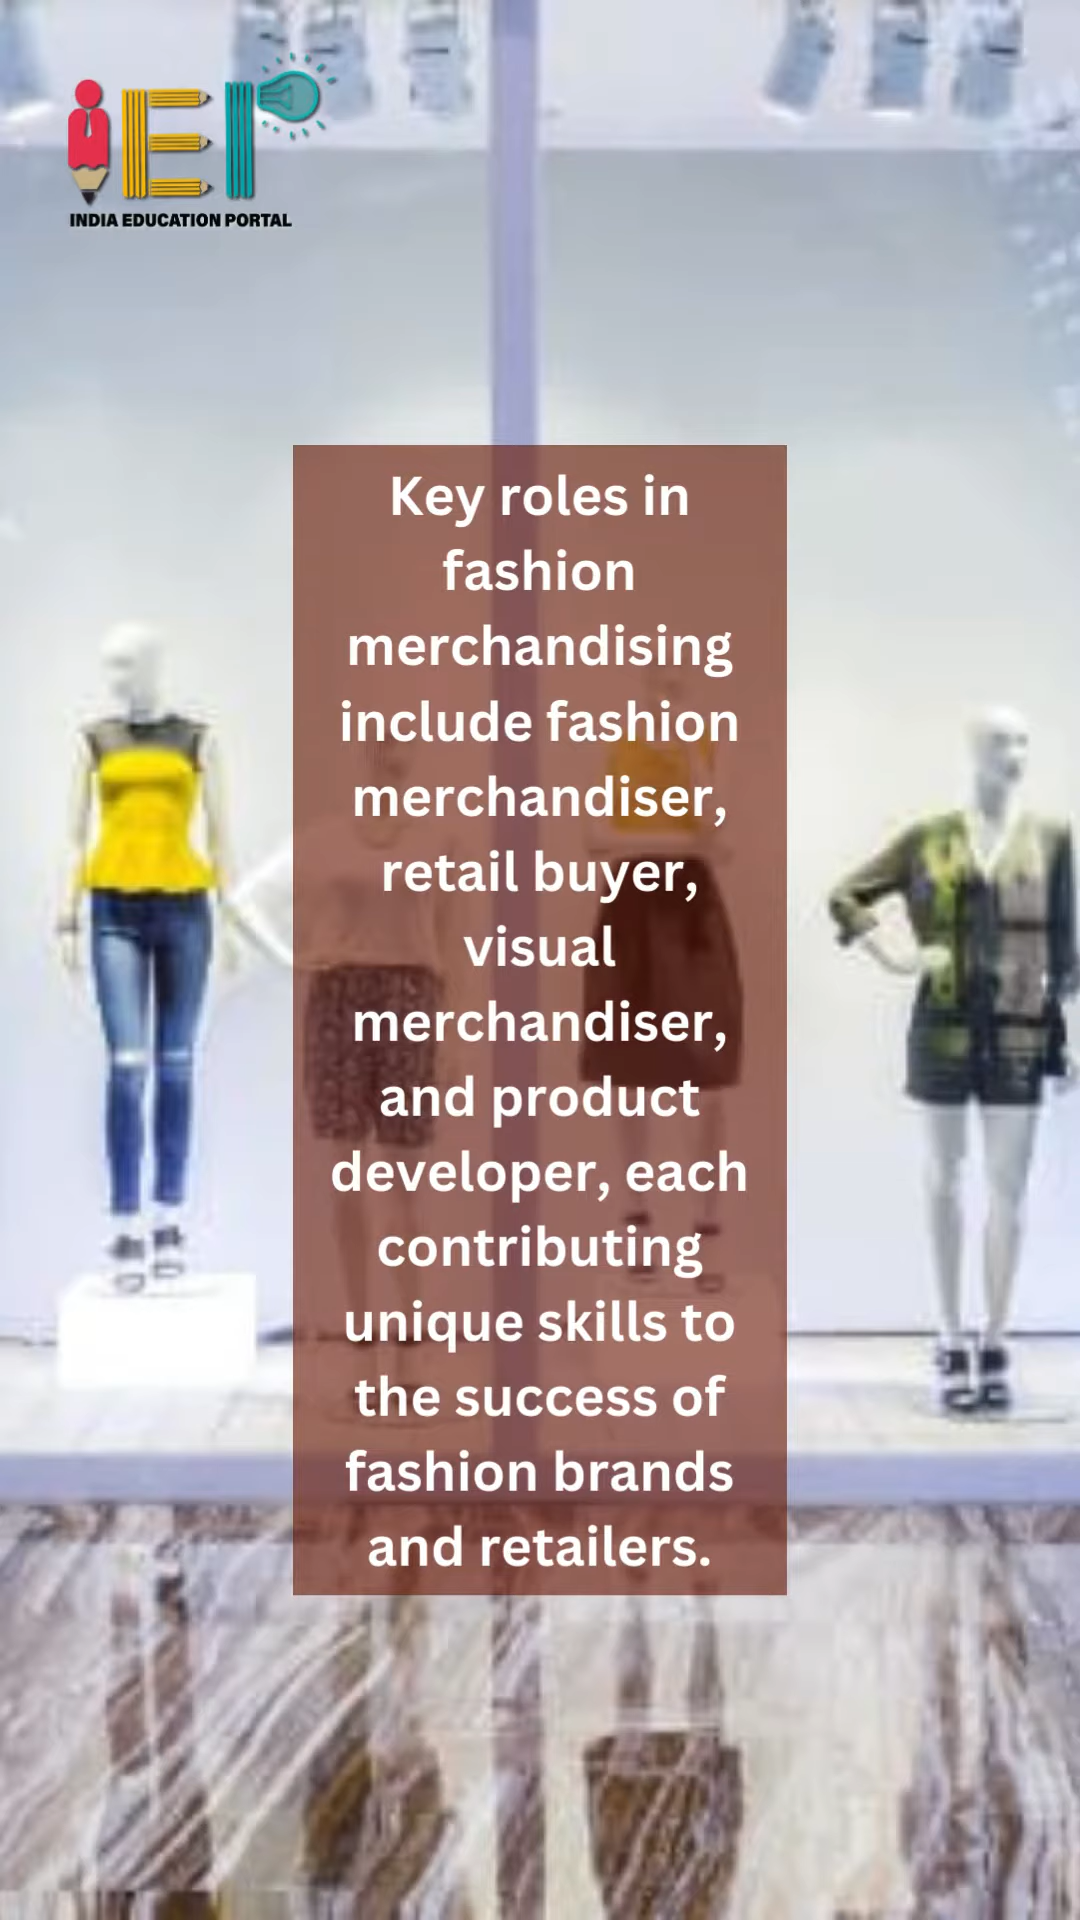 iEP
INDIA EDUCATION PORTAL
Key roles in
fashion
merchandising
include fashion
merchandiser,
retail buyer,
visual
merchandiser,
and product
developer, each
contributing
unique skills to
the success of
fashion brands
and retailers.